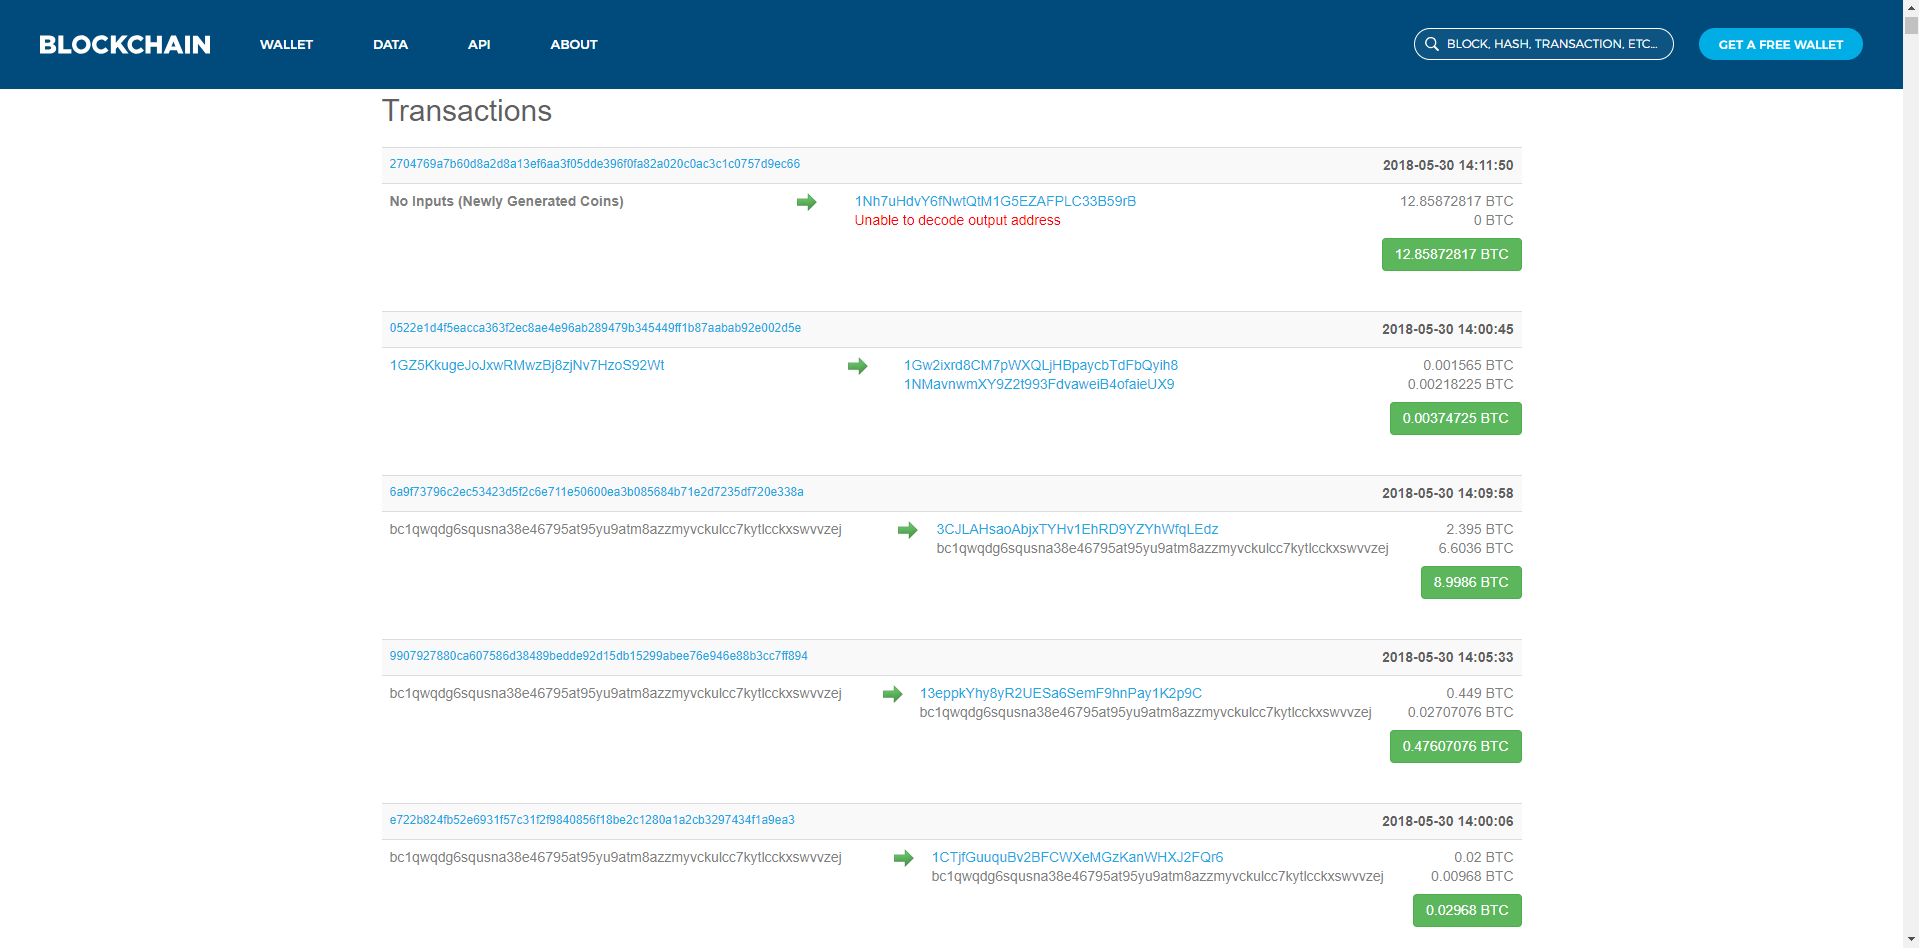 BLOCKCHAIN WALLET DATA API ABOUT BLOCK, HASH, TRANSACTION, ETC... GET A FREE WALLET
Transactions
2704769a7b60d8a2d8a13ef6aa3f05dde396f0fa82a020c0ac3c1c0757d9ec66 2018-05-30 14:11:50
No Inputs (Newly Generated Coins) 1Nh7uHdvY6fNwtQtM1G5EZAFPLC33B59rB 12.85872817 BTC
Unable to decode output address 0 BTC
12.85872817 BTC
0522e1d4f5eacca363f2ec8ae4e96ab289479b345449ff1b87aabab92e002d5e 2018-05-30 14:00:45
1GZ5KkugeJoJxwRMwzBj8zjNv7HzoS92Wt 1Gw2ixrd8CM7pWXQLjHBpaycbTdFbQyih8 0.001565 BTC
1NMavnwmXY9Z2t993FdvaweiB4ofaieUX9 0.00218225 BTC
0.00374725 BTC
6a9f73796c2ec53423d5f2c6e711e50600ea3b085684b71e2d7235df720e338a 2018-05-30 14:09:58
bc1qwqdg6squsna38e46795at95yu9atm8azzmyvckulcc7kytlcckxswvvzej 3CJLAHsaoAbjxTYHv1EhRD9YZYhWfqLEdz 2.395 BTC
bc1qwqdg6squsna38e46795at95yu9atm8azzmyvckulcc7kytlcckxswvvzej 6.6036 BTC
8.9986 BTC
9907927880ca607586d38489bedde92d15db15299abee76e946e88b3cc7ff894 2018-05-30 14:05:33
bc1qwqdg6squsna38e46795at95yu9atm8azzmyvckulcc7kytlcckxswvvzej 13eppkYhy8yR2UESa6SemF9hnPay1K2p9C 0.449 BTC
bc1qwqdg6squsna38e46795at95yu9atm8azzmyvckulcc7kytlcckxswvvzej 0.02707076 BTC
0.47607076 BTC
e722b824fb52e6931f57c31f2f9840856f18be2c1280a1a2cb3297434f1a9ea3 2018-05-30 14:00:06
bc1qwqdg6squsna38e46795at95yu9atm8azzmyvckulcc7kytlcckxswvvzej 1CTjfGuuquBv2BFCWXeMGzKanWHXJ2FQr6 0.02 BTC
bc1qwqdg6squsna38e46795at95yu9atm8azzmyvckulcc7kytlcckxswvvzej 0.00968 BTC
0.02968 BTC